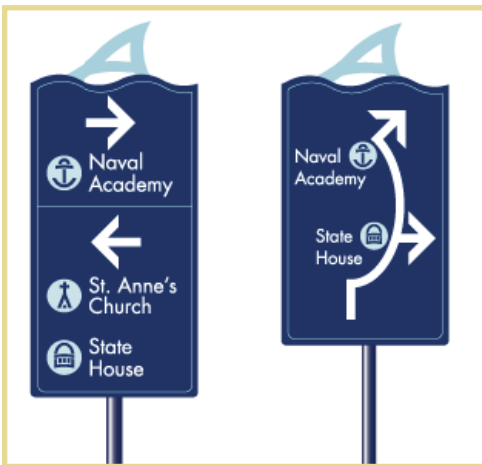 Naval
Academy
St. Anne's
Church
State
House
Naval
Academy
State
House